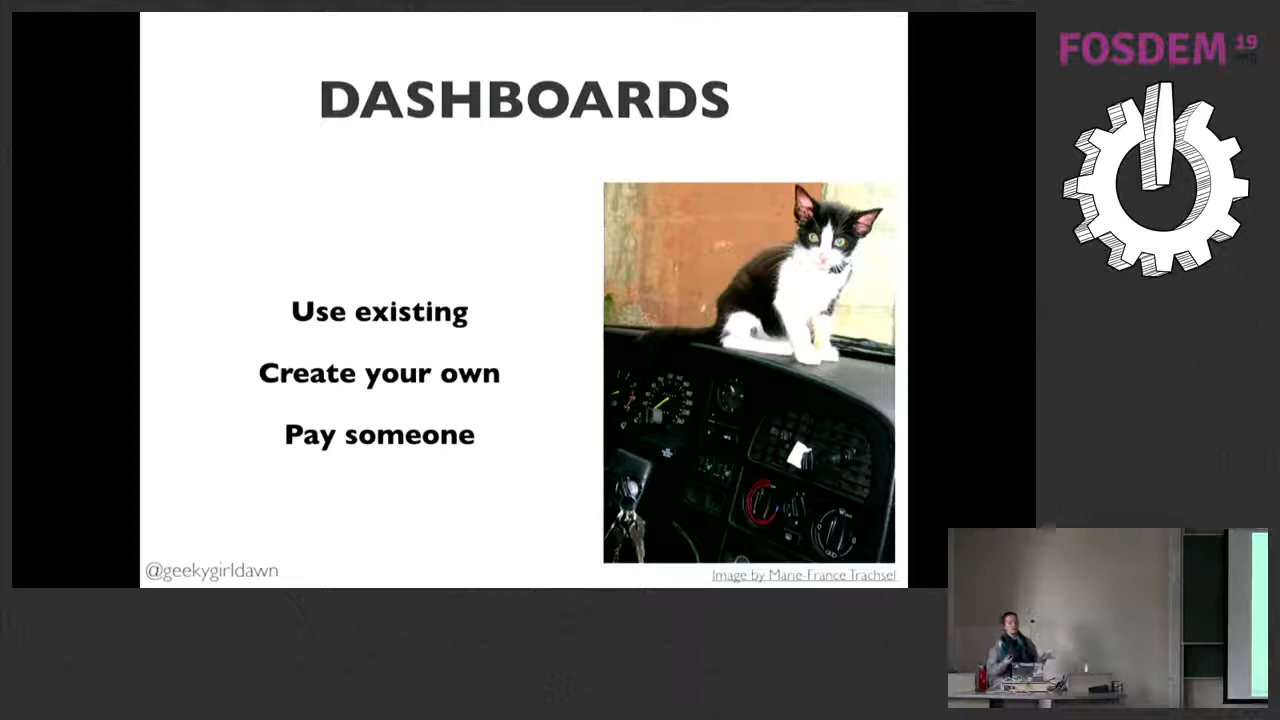 DASHBOARDS
Use existing
Create your own
Pay someone
@geekygirldawn
Image by Marie-France Trachsel
FOSDEM 19